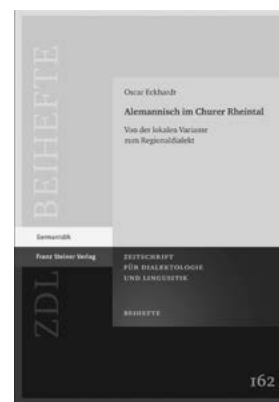 ZDL BEIHEFTE
Oscar Eckhardt
Alemannisch im Churer Rheintal
Von der lokalen Variante
zum Regionaldialekt
Germanistik
Franz Steiner Verlag
ZEITSCHRIFT
FÜR DIALEKTOLOGIE
UND LINGUISTIK
BEIHEFTE
162